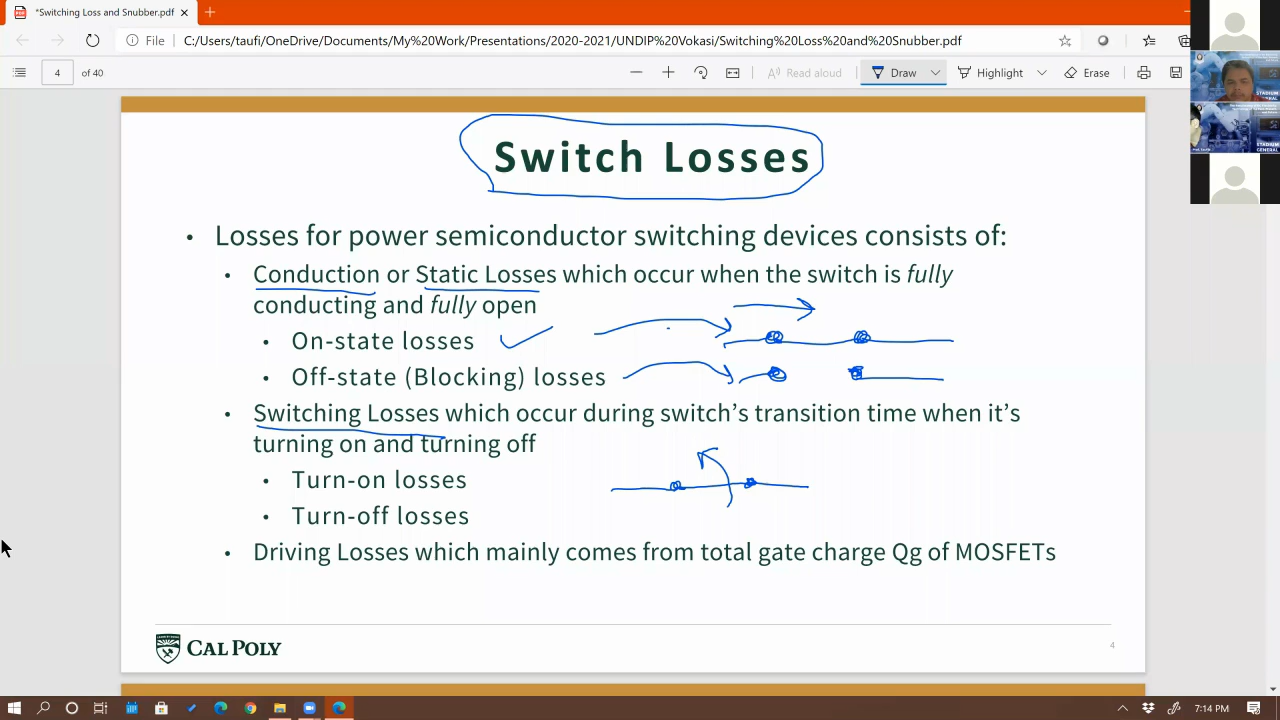 *Switching Loss and Snubber.pdf
File
C:/Users/taufi/OneDrive/Documents/My%20Work/Presentations/2020-2021/UNDIP%20Vokasi/Switching%20Loss%20and%20Snubber.pdf
4 of 40
Read aloud
Draw
Highlight
Erase
Switch Losses
• Losses for power semiconductor switching devices consists of:
• Conduction or Static Losses which occur when the switch is fully
conducting and fully open
• On-state losses
• Off-state (Blocking) losses
• Switching Losses which occur during switch's transition time when it's
turning on and turning off
• Turn-on losses
• Turn-off losses
• Driving Losses which mainly comes from total gate charge Qg of MOSFETs
CAL POLY
4
7:14 PM